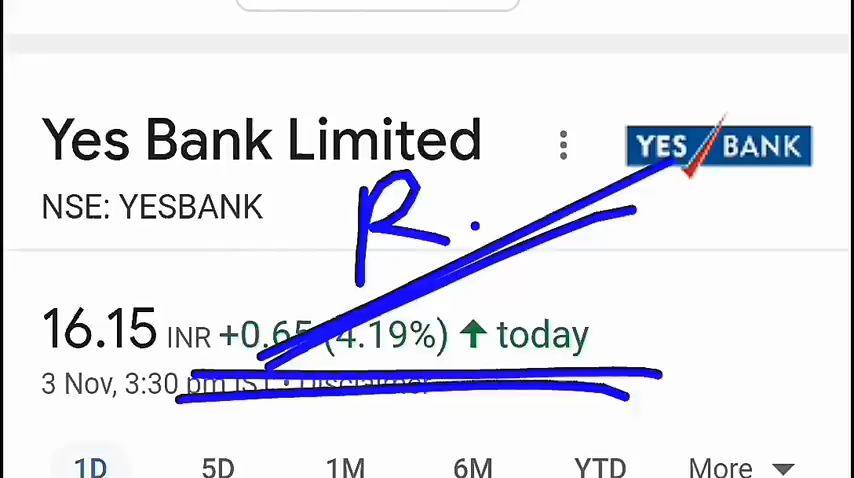 Yes Bank Limited
YES BANK
NSE: YESBANK
R.
16.15 INR +0.65 (4.19%) ↑ today
3 Nov, 3:30 pm IST • Disclaimer
1D 5D 1M 6M YTD More